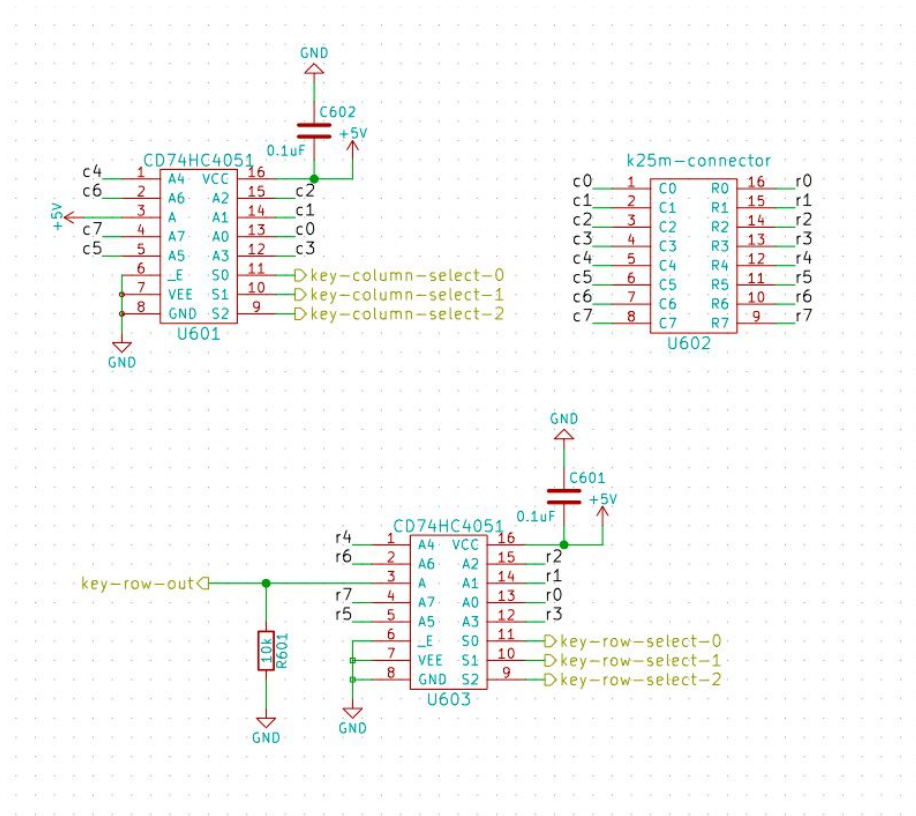 GND
C602
+5V
0.1uF
CD74HC4051
c4 1 A4 VCC 16
c6 2 A6 A2 15 c2
+5V 3 A A1 14 c1
c7 4 A7 A0 13 c0
c5 5 A5 A3 12 c3
6 _E S0 11 key-column-select-0
7 VEE S1 10 key-column-select-1
8 GND S2 9 key-column-select-2
U601
GND
k25m-connector
c0 1 C0 R0 16 r0
c1 2 C1 R1 15 r1
c2 3 C2 R2 14 r2
c3 4 C3 R3 13 r3
c4 5 C4 R4 12 r4
c5 6 C5 R5 11 r5
c6 7 C6 R6 10 r6
c7 8 C7 R7 9 r7
U602
GND
C601
+5V
0.1uF
CD74HC4051
r4 1 A4 VCC 16
r6 2 A6 A2 15 r2
key-row-out 3 A A1 14 r1
r7 4 A7 A0 13 r0
r5 5 A5 A3 12 r3
6 _E S0 11 key-row-select-0
7 VEE S1 10 key-row-select-1
8 GND S2 9 key-row-select-2
U603
10k
R601
GND
GND